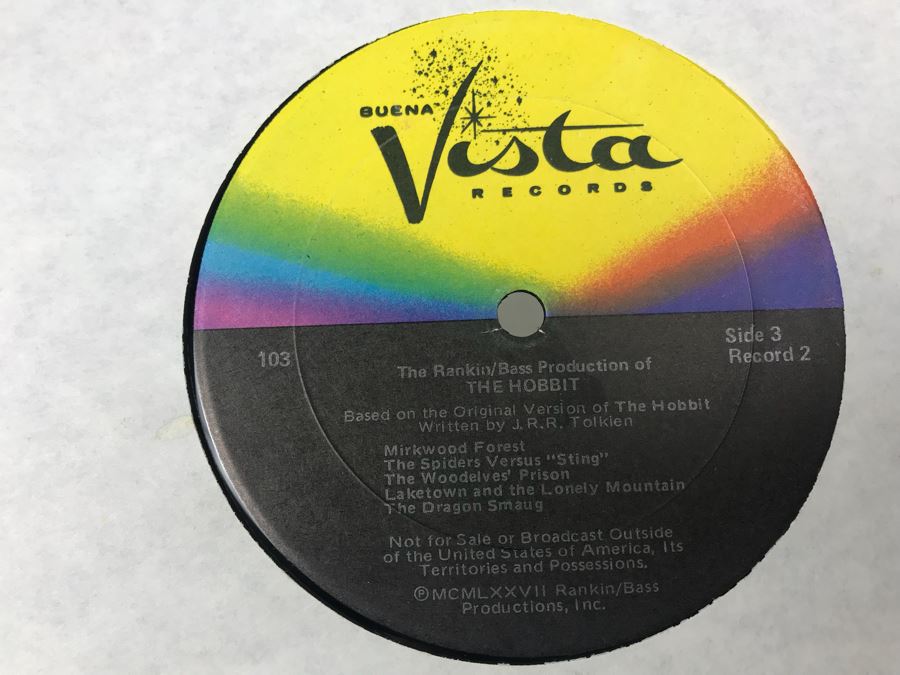 BUENA
Vista
RECORDS
103
Side 3
Record 2
The Rankin/Bass Production of
THE HOBBIT
Based on the Original Version of The Hobbit
Written by J.R.R. Tolkien
Mirkwood Forest
The Spiders Versus "Sting"
The Woodelves' Prison
Laketown and the Lonely Mountain
The Dragon Smaug
Not for Sale or Broadcast Outside
of the United States of America, Its
Territories and Possessions.
℗MCMLXXVII Rankin/Bass
Productions, Inc.